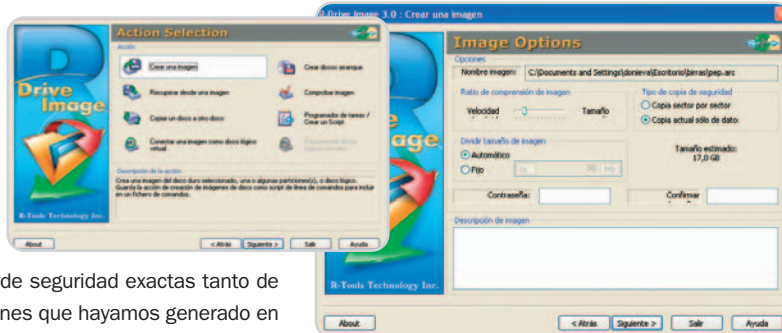 Action Selection
Acción
Crear una imagen
Crear discos arranque
Recuperar desde una imagen
Comprobar imagen
Copiar un disco a otro disco
Programador de tareas /
Crear un Script
Conectar una imagen como disco lógico
virtual
Descripción de la acción
Crea una imagen del disco duro seleccionado, una o algunas particiones(s), o disco lógico.
Guarda la acción de creación de imágenes de disco como script de línea de comandos para incluir
en un fichero de comandos.
Drive
Image
R-Tools Technology Inc.
About
< Atrás
Siguiente >
Salir
Ayuda
R-Drive Image 3.0 : Crear una imagen
Image Options
Opciones
Nombre imagen: C:\Documents and Settings\donieva\Escritorio\birras\pep.arc
Ratio de compresión de imagen
Velocidad
Tamaño
Tipo de copia de seguridad
Copia sector por sector
Copia actual sólo de datos
Dividir tamaño de imagen
Automático
Fijo
Tamaño estimado:
17,0 GB
Contraseña:
Confirmar
Descripción de imagen
age
R-Tools Technology Inc.
About
< Atrás
Siguiente >
Salir
Ayuda
de seguridad exactas tanto de
nes que hayamos generado en